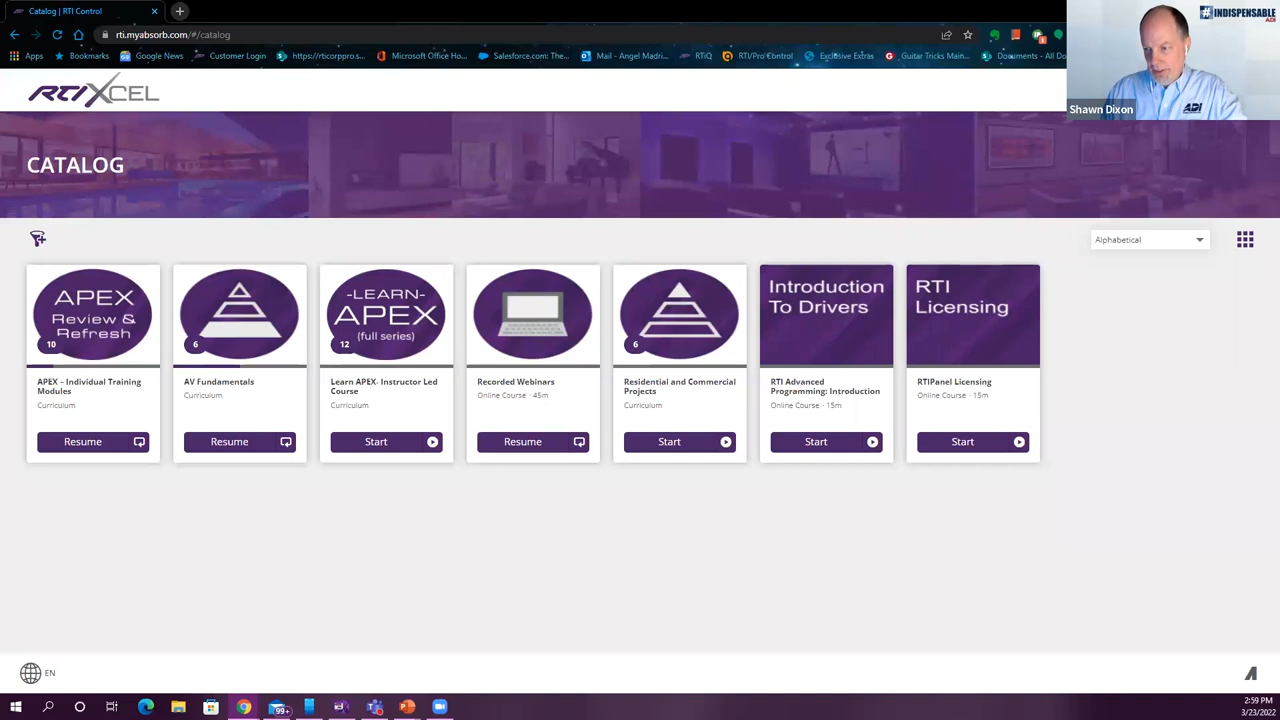 Catalog | RTI Control
#INDISPENSABLE
ADI
rti.myabsorb.com/#/catalog
Apps
Bookmarks
Google News
Customer Login
https://rticorppro.s...
Microsoft Office Ho...
Salesforce.com: The...
Mail - Angel Madri...
RTiQ
RTI/Pro Control
Exclusive Extras
Guitar Tricks Main...
Documents - All Do
ADI
Shawn Dixon
RTI XCEL
CATALOG
Alphabetical
APEX
Review &
Refresh
10
APEX – Individual Training
Modules
Curriculum
Resume
6
AV Fundamentals
Curriculum
Resume
-LEARN-
APEX
(full series)
12
Learn APEX- Instructor Led
Course
Curriculum
Start
Recorded Webinars
Online Course · 45m
Resume
6
Residential and Commercial
Projects
Curriculum
Start
Introduction
To Drivers
RTI Advanced
Programming: Introduction
Online Course · 15m
Start
RTI
Licensing
RTIPanel Licensing
Online Course · 15m
Start
EN
99+
2:59 PM
3/23/2022